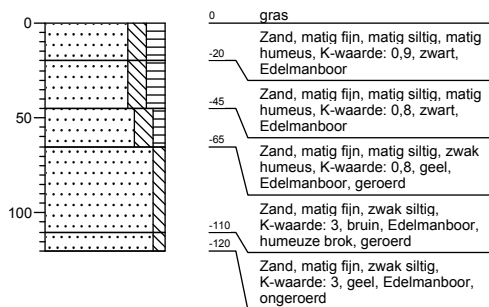 0
50
100
0 gras
Zand, matig fijn, matig siltig, matig
humeus, K-waarde: 0,9, zwart,
Edelmanboor
-20
Zand, matig fijn, matig siltig, matig
humeus, K-waarde: 0,8, zwart,
Edelmanboor
-45
Zand, matig fijn, matig siltig, zwak
humeus, K-waarde: 0,8, geel,
Edelmanboor, geroerd
-65
Zand, matig fijn, zwak siltig,
K-waarde: 3, bruin, Edelmanboor,
humeuze brok, geroerd
-110
-120
Zand, matig fijn, zwak siltig,
K-waarde: 3, geel, Edelmanboor,
ongeroerd